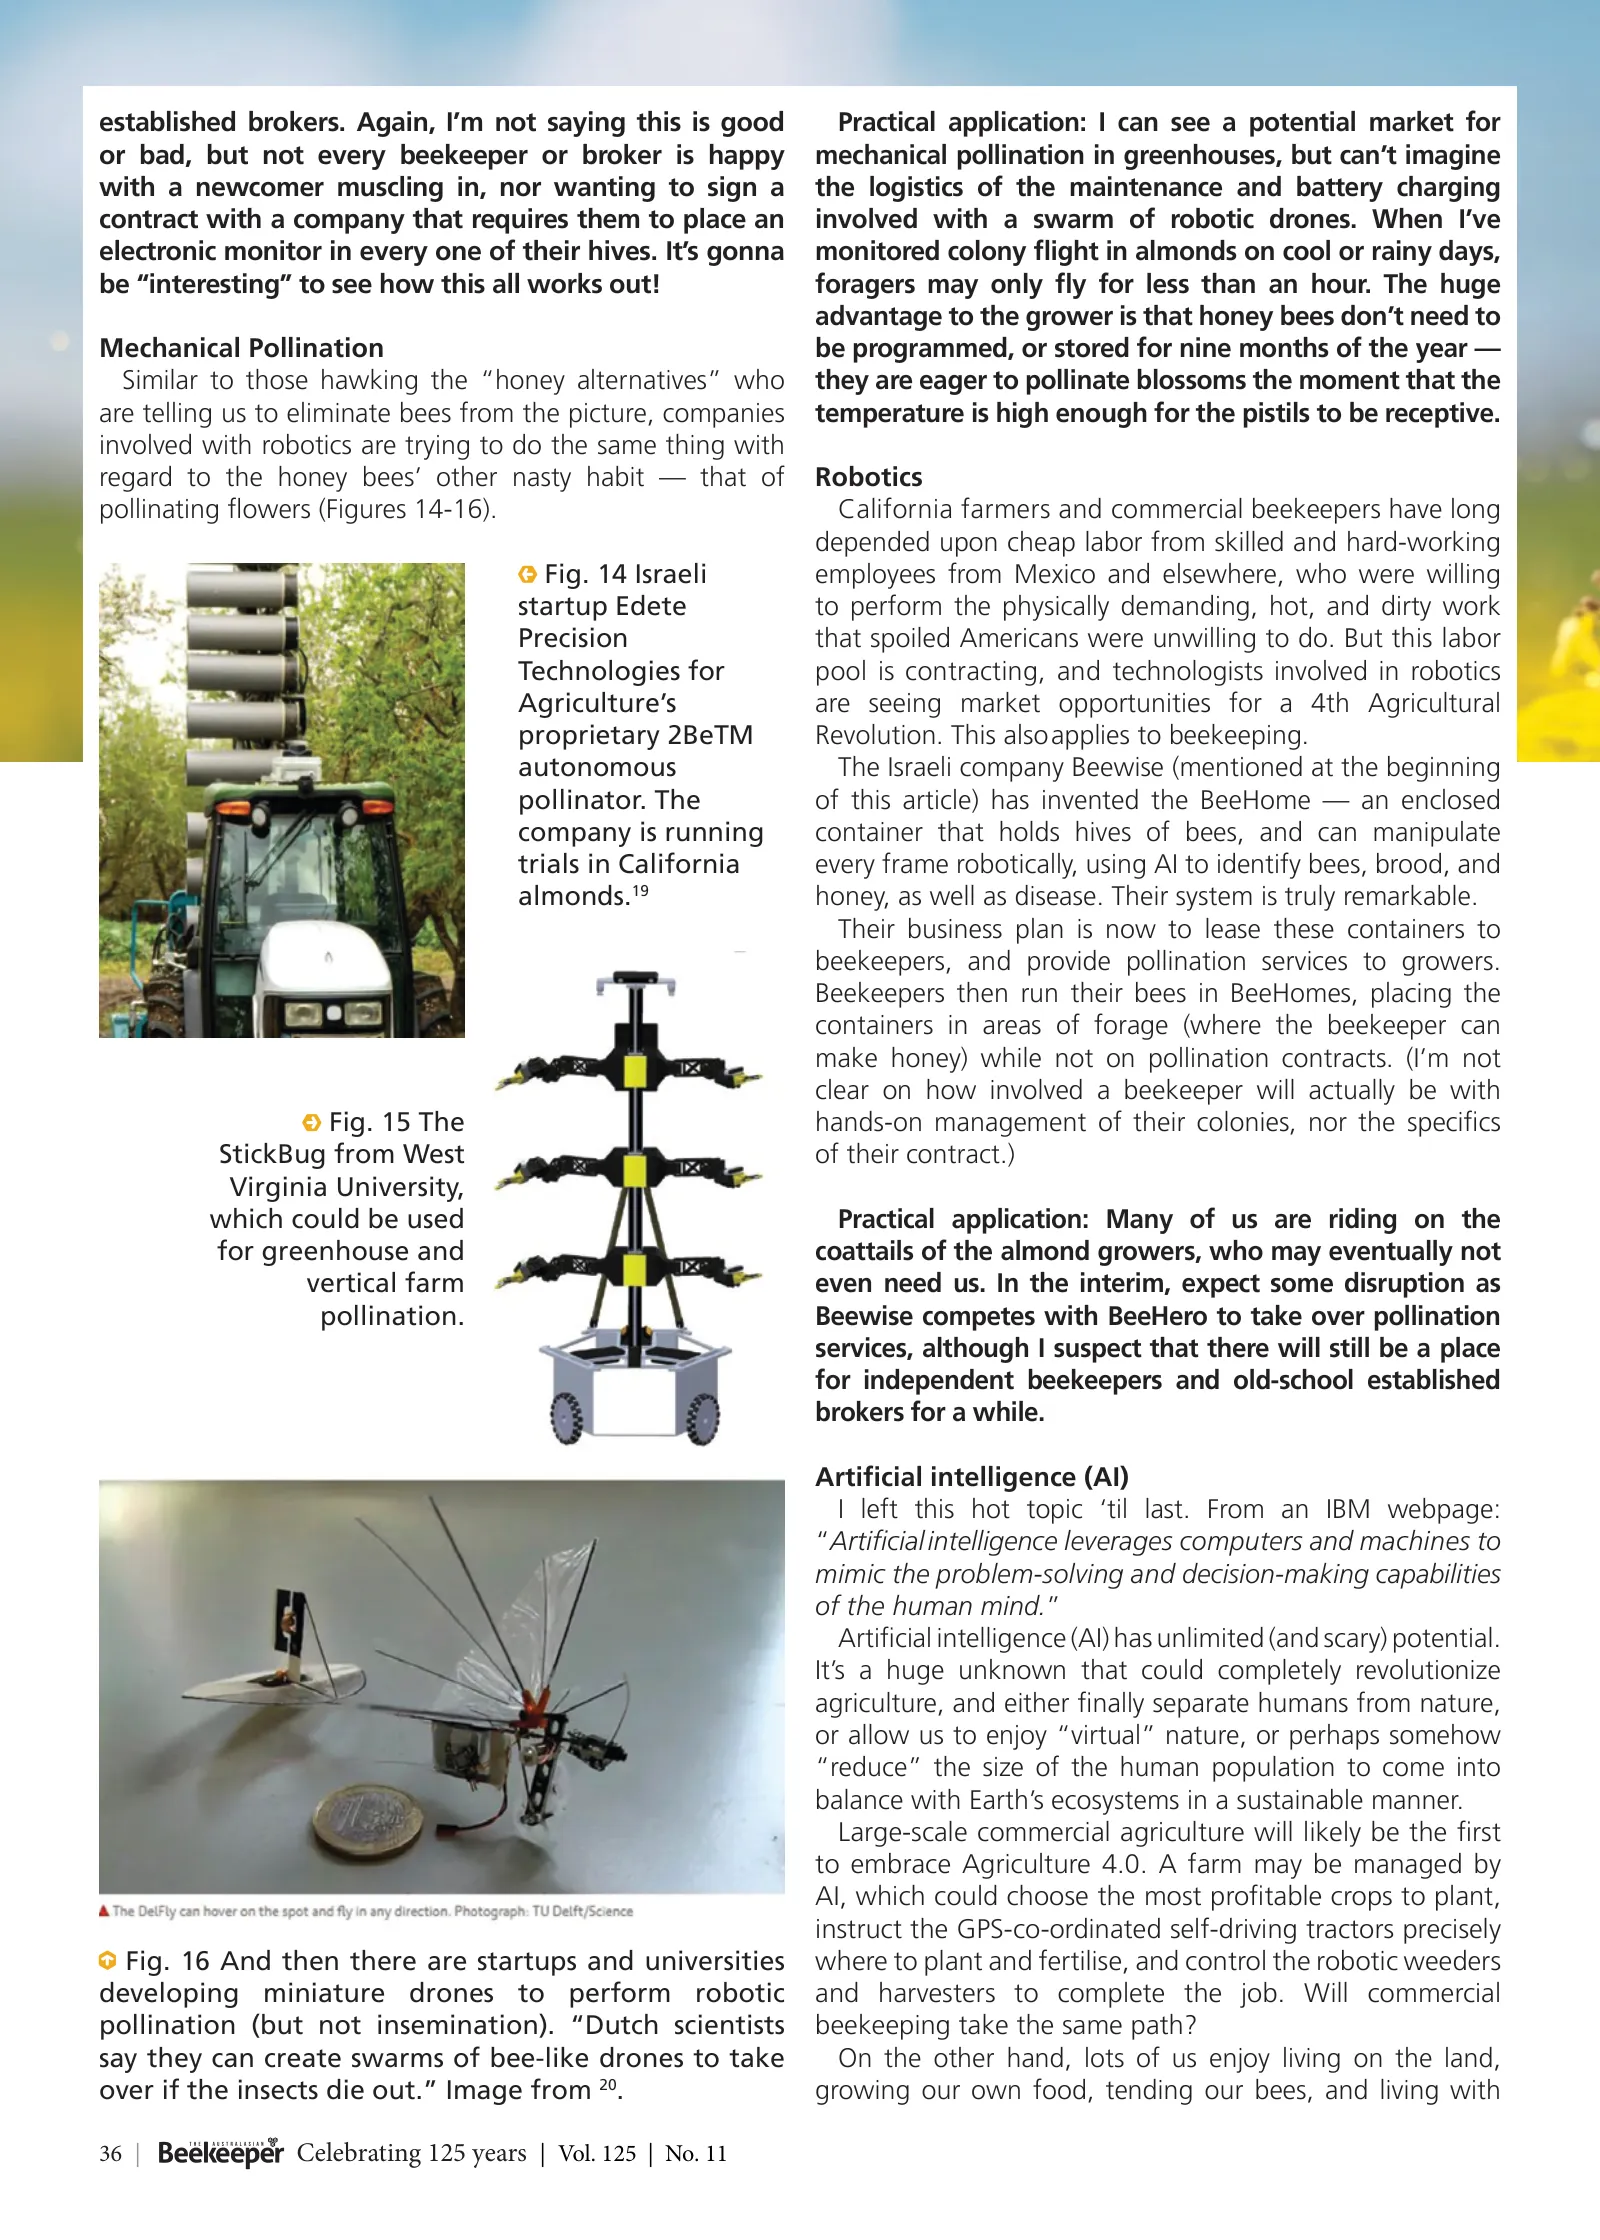 established brokers. Again, I’m not saying this is good
or bad, but not every beekeeper or broker is happy
with a newcomer muscling in, nor wanting to sign a
contract with a company that requires them to place an
electronic monitor in every one of their hives. It’s gonna
be “interesting” to see how this all works out!
Mechanical Pollination
Similar to those hawking the “honey alternatives” who
are telling us to eliminate bees from the picture, companies
involved with robotics are trying to do the same thing with
regard to the honey bees’ other nasty habit — that of
pollinating flowers (Figures 14-16).
Fig. 14 Israeli
startup Edete
Precision
Technologies for
Agriculture’s
proprietary 2BeTM
autonomous
pollinator. The
company is running
trials in California
almonds.19
Fig. 15 The
StickBug from West
Virginia University,
which could be used
for greenhouse and
vertical farm
pollination.
The DelFly can hover on the spot and fly in any direction. Photograph: TU Delft/Science
Fig. 16 And then there are startups and universities
developing miniature drones to perform robotic
pollination (but not insemination). “Dutch scientists
say they can create swarms of bee-like drones to take
over if the insects die out.” Image from 20.
Practical application: I can see a potential market for
mechanical pollination in greenhouses, but can’t imagine
the logistics of the maintenance and battery charging
involved with a swarm of robotic drones. When I’ve
monitored colony flight in almonds on cool or rainy days,
foragers may only fly for less than an hour. The huge
advantage to the grower is that honey bees don’t need to
be programmed, or stored for nine months of the year —
they are eager to pollinate blossoms the moment that the
temperature is high enough for the pistils to be receptive.
Robotics
California farmers and commercial beekeepers have long
depended upon cheap labor from skilled and hard-working
employees from Mexico and elsewhere, who were willing
to perform the physically demanding, hot, and dirty work
that spoiled Americans were unwilling to do. But this labor
pool is contracting, and technologists involved in robotics
are seeing market opportunities for a 4th Agricultural
Revolution. This also applies to beekeeping.
The Israeli company Beewise (mentioned at the beginning
of this article) has invented the BeeHome — an enclosed
container that holds hives of bees, and can manipulate
every frame robotically, using AI to identify bees, brood, and
honey, as well as disease. Their system is truly remarkable.
Their business plan is now to lease these containers to
beekeepers, and provide pollination services to growers.
Beekeepers then run their bees in BeeHomes, placing the
containers in areas of forage (where the beekeeper can
make honey) while not on pollination contracts. (I’m not
clear on how involved a beekeeper will actually be with
hands-on management of their colonies, nor the specifics
of their contract.)
Practical application: Many of us are riding on the
coattails of the almond growers, who may eventually not
even need us. In the interim, expect some disruption as
Beewise competes with BeeHero to take over pollination
services, although I suspect that there will still be a place
for independent beekeepers and old-school established
brokers for a while.
Artificial intelligence (AI)
I left this hot topic ‘til last. From an IBM webpage:
“Artificial intelligence leverages computers and machines to
mimic the problem-solving and decision-making capabilities
of the human mind.”
Artificial intelligence (AI) has unlimited (and scary) potential.
It’s a huge unknown that could completely revolutionize
agriculture, and either finally separate humans from nature,
or allow us to enjoy “virtual” nature, or perhaps somehow
“reduce” the size of the human population to come into
balance with Earth’s ecosystems in a sustainable manner.
Large-scale commercial agriculture will likely be the first
to embrace Agriculture 4.0. A farm may be managed by
AI, which could choose the most profitable crops to plant,
instruct the GPS-co-ordinated self-driving tractors precisely
where to plant and fertilise, and control the robotic weeders
and harvesters to complete the job. Will commercial
beekeeping take the same path?
On the other hand, lots of us enjoy living on the land,
growing our own food, tending our bees, and living with
36 | THE AUSTRALASIAN Beekeeper Celebrating 125 years | Vol. 125 | No. 11